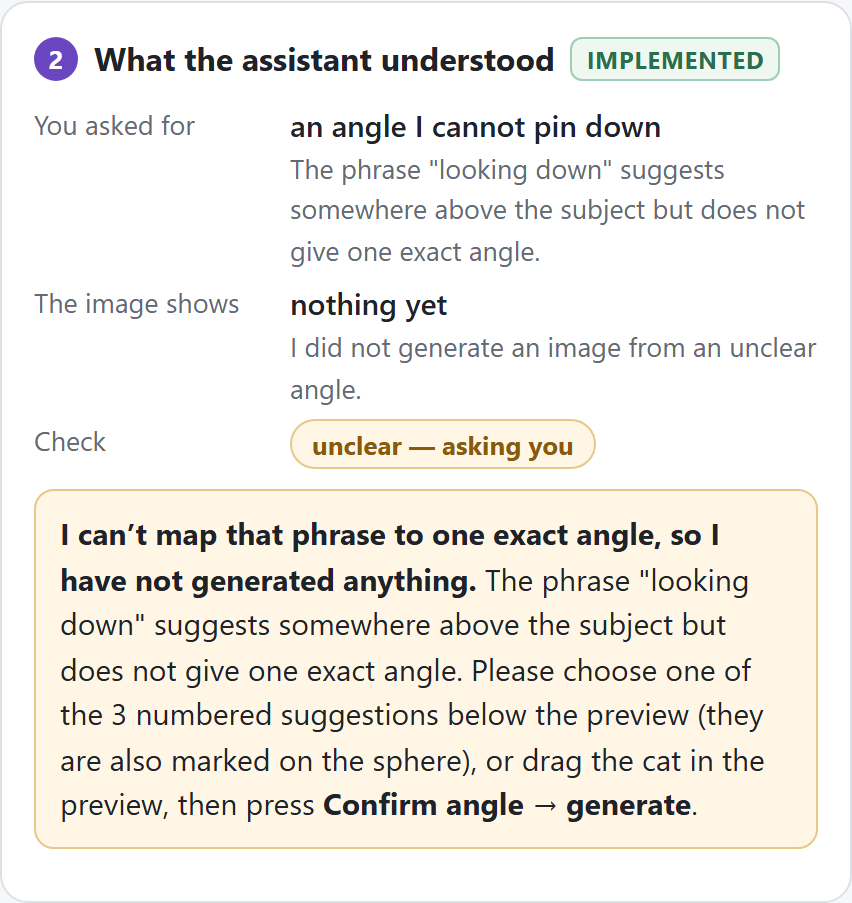 2 What the assistant understood IMPLEMENTED
You asked for an angle I cannot pin down
The phrase "looking down" suggests
somewhere above the subject but does not
give one exact angle.
The image shows nothing yet
I did not generate an image from an unclear
angle.
Check unclear — asking you
I can’t map that phrase to one exact angle, so I
have not generated anything. The phrase "looking
down" suggests somewhere above the subject but
does not give one exact angle. Please choose one of
the 3 numbered suggestions below the preview (they
are also marked on the sphere), or drag the cat in the
preview, then press Confirm angle → generate.